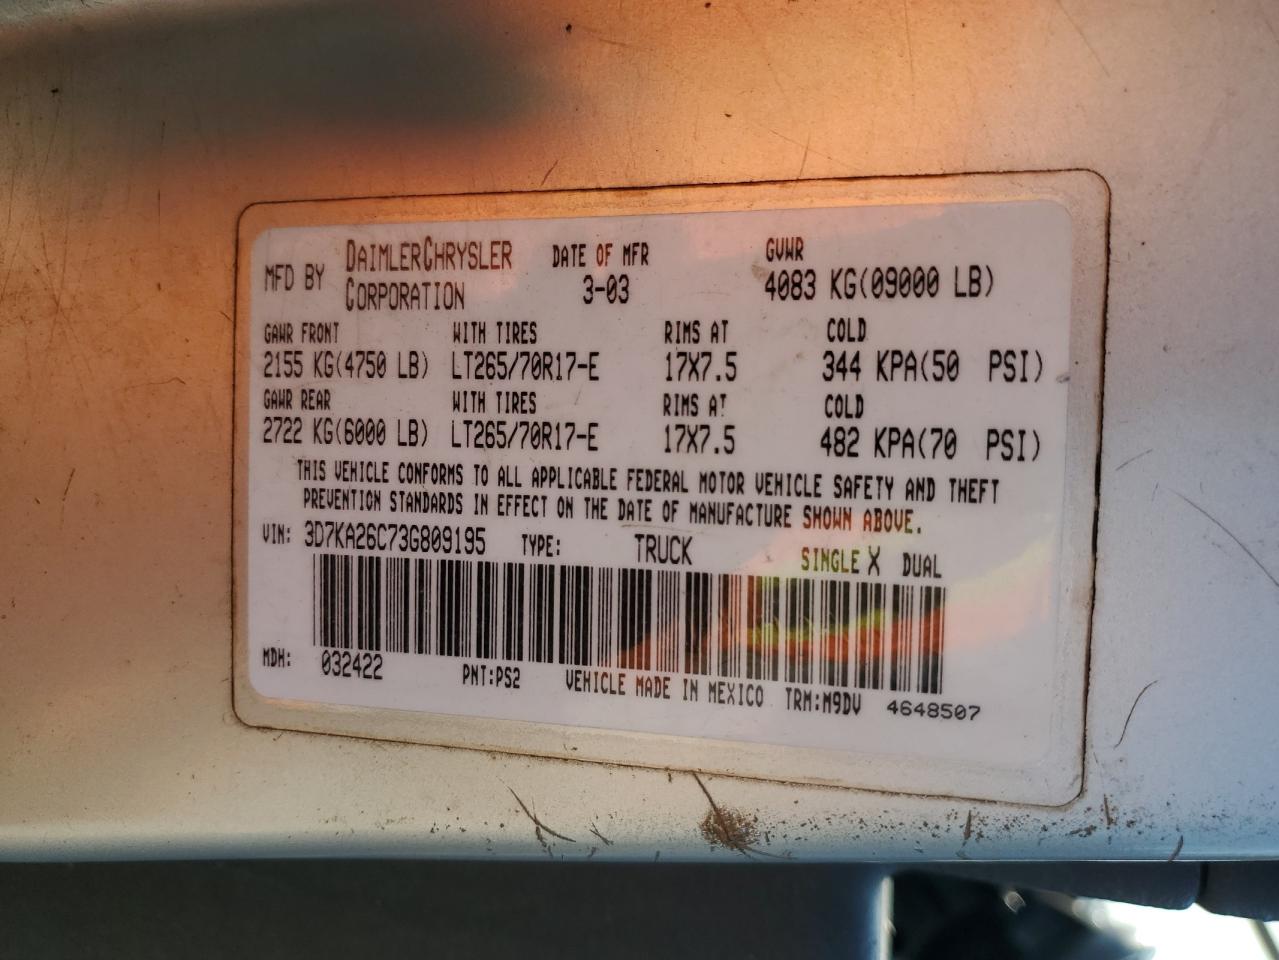 MFD BY DAIMLERCHRYSLER CORPORATION DATE OF MFR 3-03 GVWR 4083 KG(09000 LB)
GAWR FRONT WITH TIRES RIMS AT COLD
2155 KG(4750 LB) LT265/70R17-E 17X7.5 344 KPA(50 PSI)
GAWR REAR WITH TIRES RIMS AT COLD
2722 KG(6000 LB) LT265/70R17-E 17X7.5 482 KPA(70 PSI)
THIS VEHICLE CONFORMS TO ALL APPLICABLE FEDERAL MOTOR VEHICLE SAFETY AND THEFT
PREVENTION STANDARDS IN EFFECT ON THE DATE OF MANUFACTURE SHOWN ABOVE.
VIN: 3D7KA26C73G809195 TYPE: TRUCK SINGLE X DUAL
MDH: 032422 PNT:PS2 VEHICLE MADE IN MEXICO TRM:M9DV 4648507